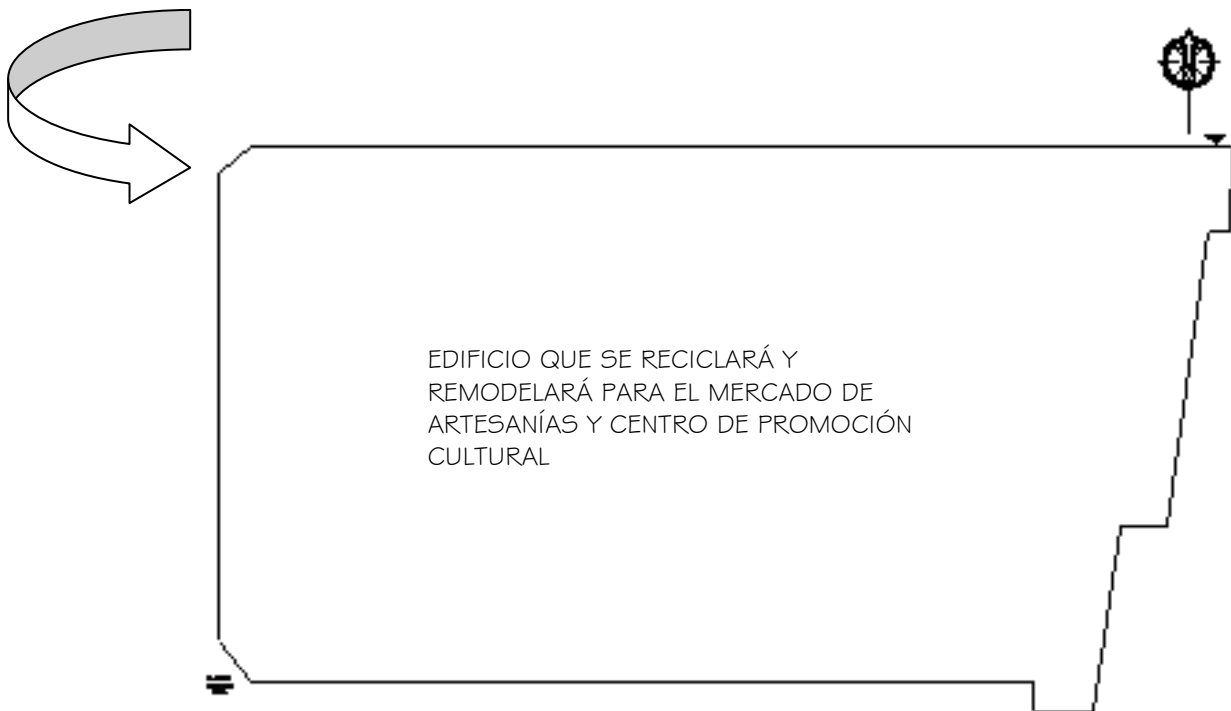 EDIFICIO QUE SE RECICLARÁ Y
REMODELARÁ PARA EL MERCADO DE
ARTESANÍAS Y CENTRO DE PROMOCIÓN
CULTURAL